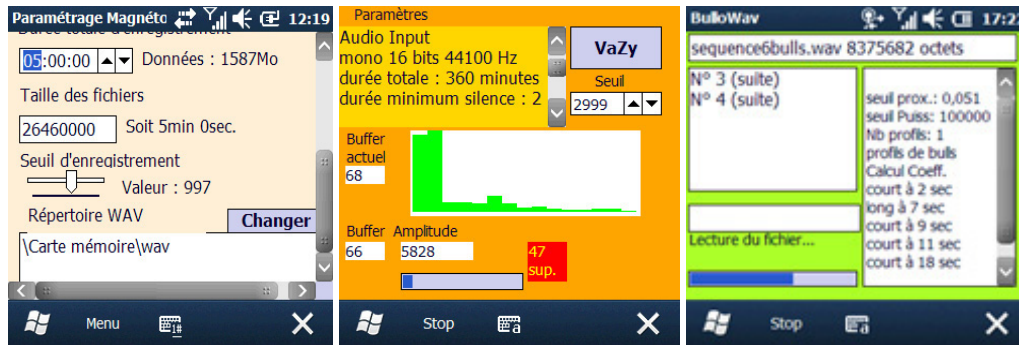 Paramétrage Magnéto 12:19
Durée totale d'enregistrement
05:00:00 Données : 1587Mo
Taille des fichiers
26460000 Soit 5min 0sec.
Seuil d'enregistrement
Valeur : 997
Répertoire WAV Changer
\Carte mémoire\wav
Menu
Paramètres
Audio Input
mono 16 bits 44100 Hz
durée totale : 360 minutes
durée minimum silence : 2
VaZy
Seuil
2999
Buffer
actuel
68
Buffer Amplitude
66 5828
47
sup.
Stop
BulloWav 17:22
sequence6bulls.wav 8375682 octets
N° 3 (suite)
N° 4 (suite)
seuil prox.: 0,051
seuil Puiss: 100000
Nb profils: 1
profils de bulls
Calcul Coeff.
court à 2 sec
long à 7 sec
court à 9 sec
court à 11 sec
court à 18 sec
Lecture du fichier...
Stop